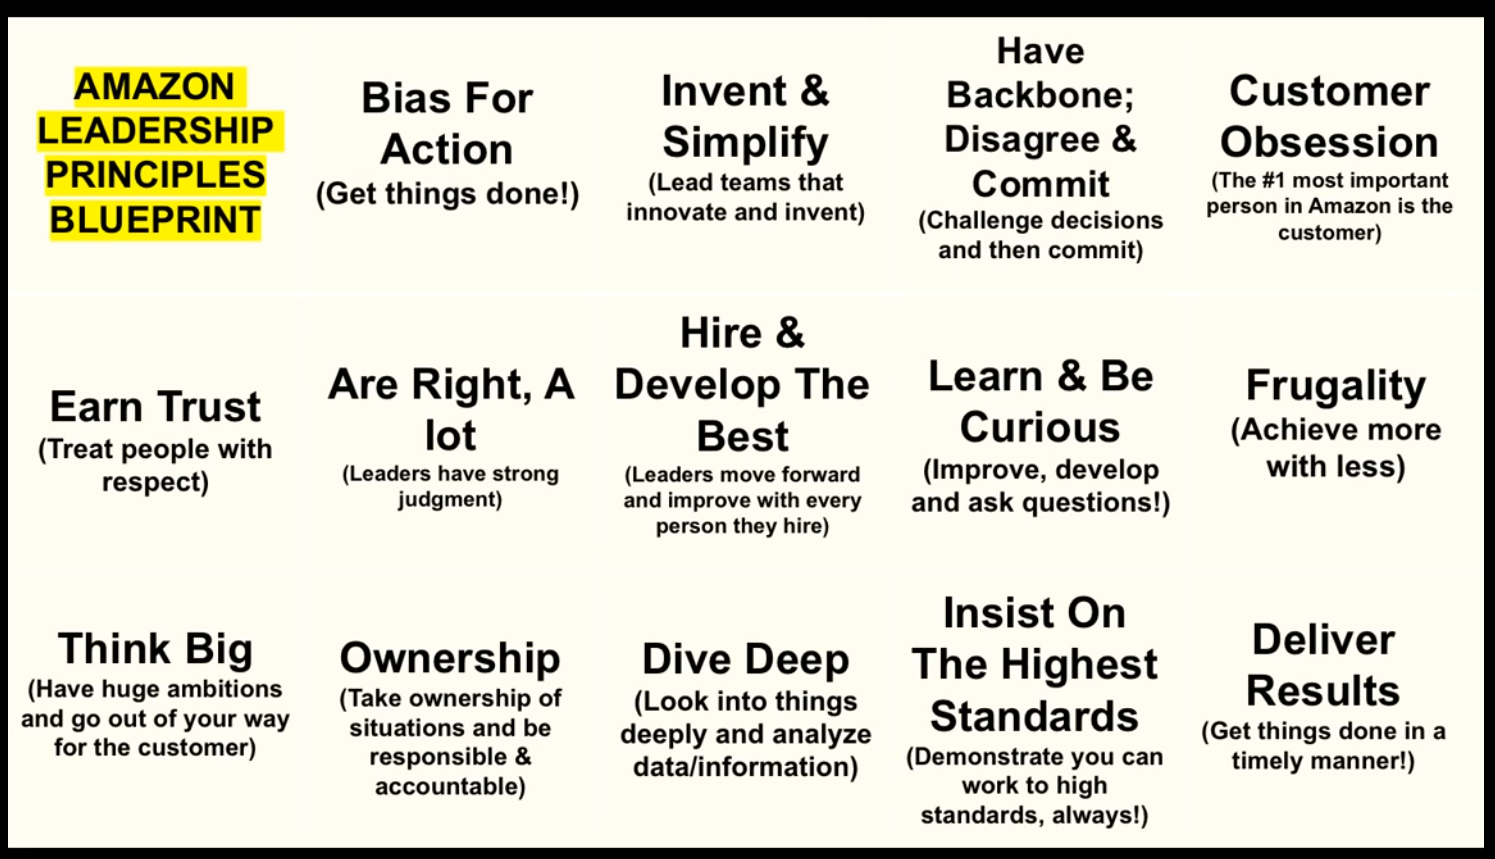 AMAZON
LEADERSHIP
PRINCIPLES
BLUEPRINT
Bias For
Action
(Get things done!)
Invent &
Simplify
(Lead teams that
innovate and invent)
Have
Backbone;
Disagree &
Commit
(Challenge decisions
and then commit)
Customer
Obsession
(The #1 most important
person in Amazon is the
customer)
Earn Trust
(Treat people with
respect)
Are Right, A
lot
(Leaders have strong
judgment)
Hire &
Develop The
Best
(Leaders move forward
and improve with every
person they hire)
Learn & Be
Curious
(Improve, develop
and ask questions!)
Frugality
(Achieve more
with less)
Think Big
(Have huge ambitions
and go out of your way
for the customer)
Ownership
(Take ownership of
situations and be
responsible &
accountable)
Dive Deep
(Look into things
deeply and analyze
data/information)
Insist On
The Highest
Standards
(Demonstrate you can
work to high
standards, always!)
Deliver
Results
(Get things done in a
timely manner!)